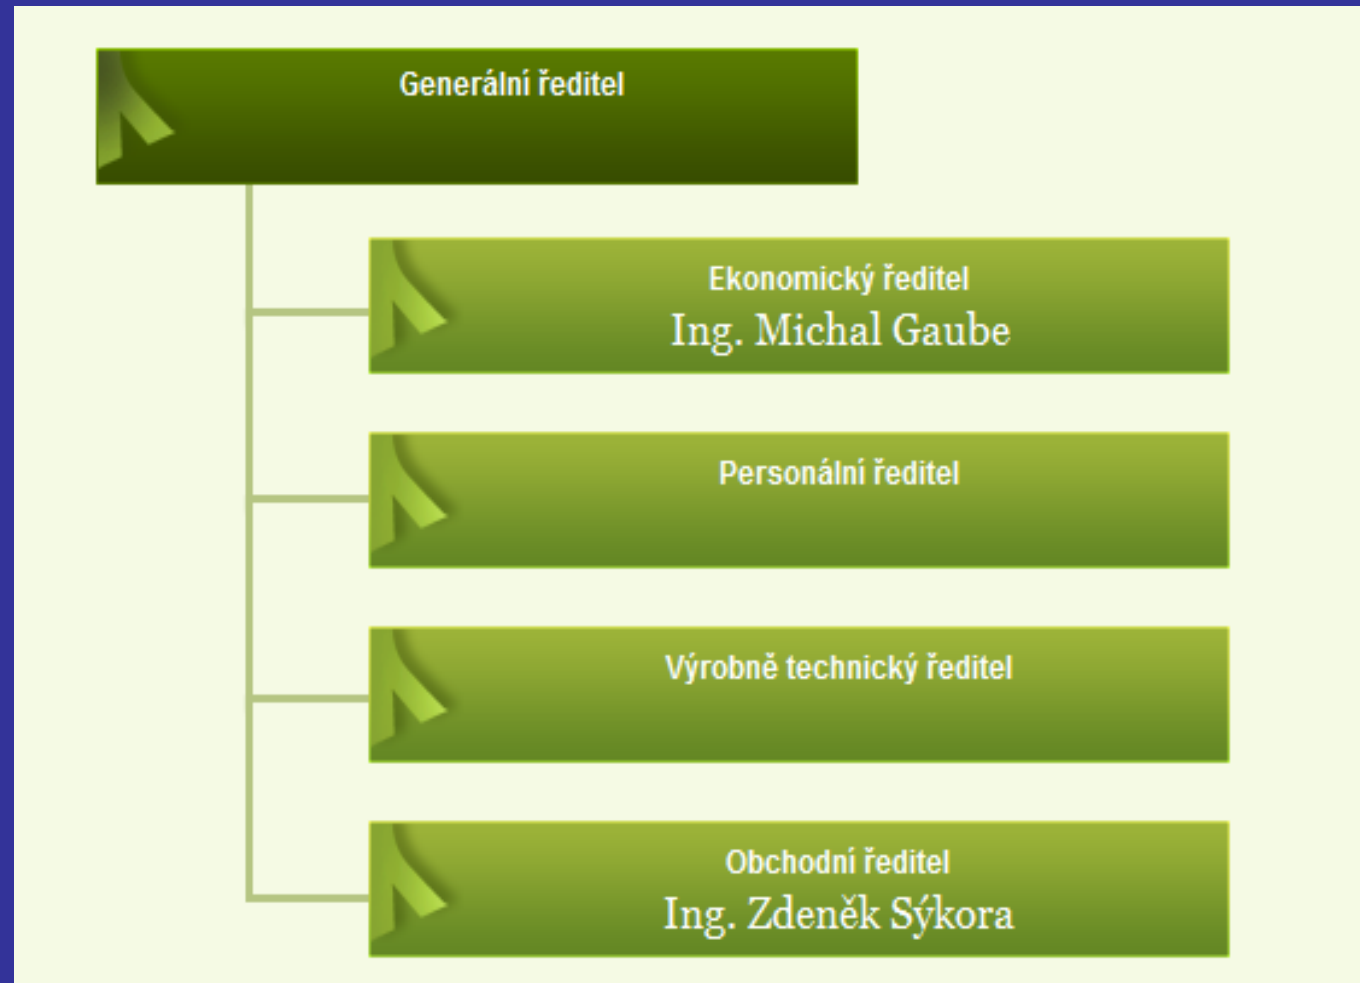 Generální ředitel
Ekonomický ředitel
Ing. Michal Gaube
Personální ředitel
Výrobně technický ředitel
Obchodní ředitel
Ing. Zdeněk Sýkora